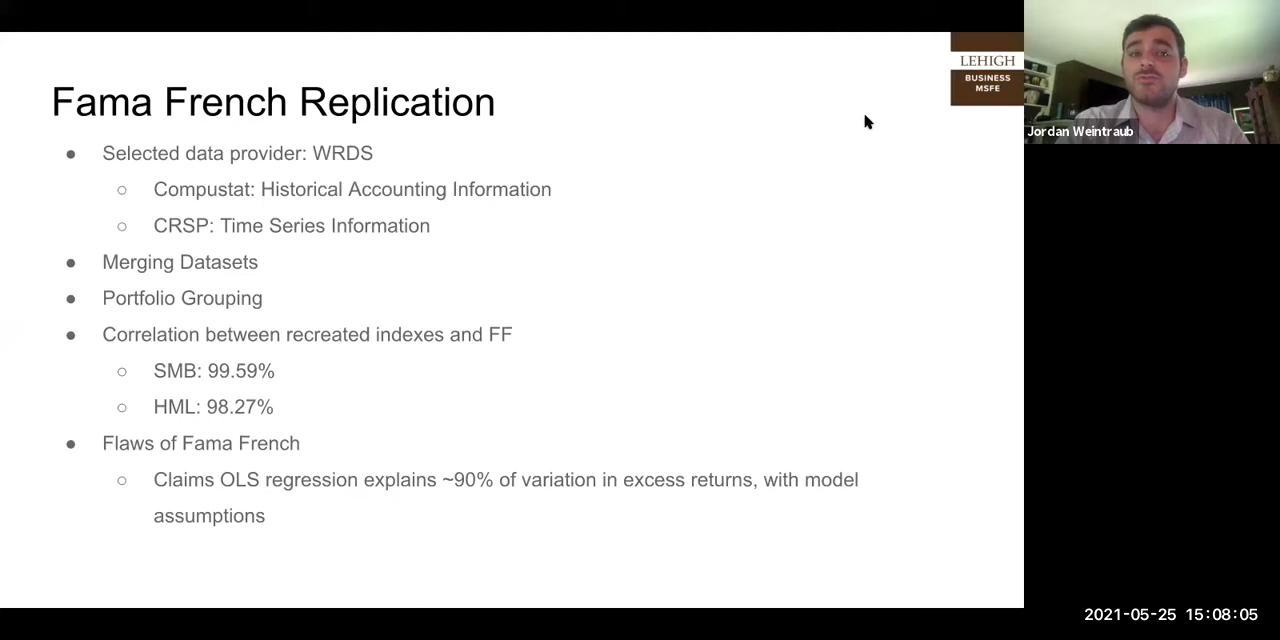 Fama French Replication
● Selected data provider: WRDS
○ Compustat: Historical Accounting Information
○ CRSP: Time Series Information
● Merging Datasets
● Portfolio Grouping
● Correlation between recreated indexes and FF
○ SMB: 99.59%
○ HML: 98.27%
● Flaws of Fama French
○ Claims OLS regression explains ~90% of variation in excess returns, with model
assumptions
LEHIGH
BUSINESS
MSFE
Jordan Weintraub
2021-05-25 15:08:05